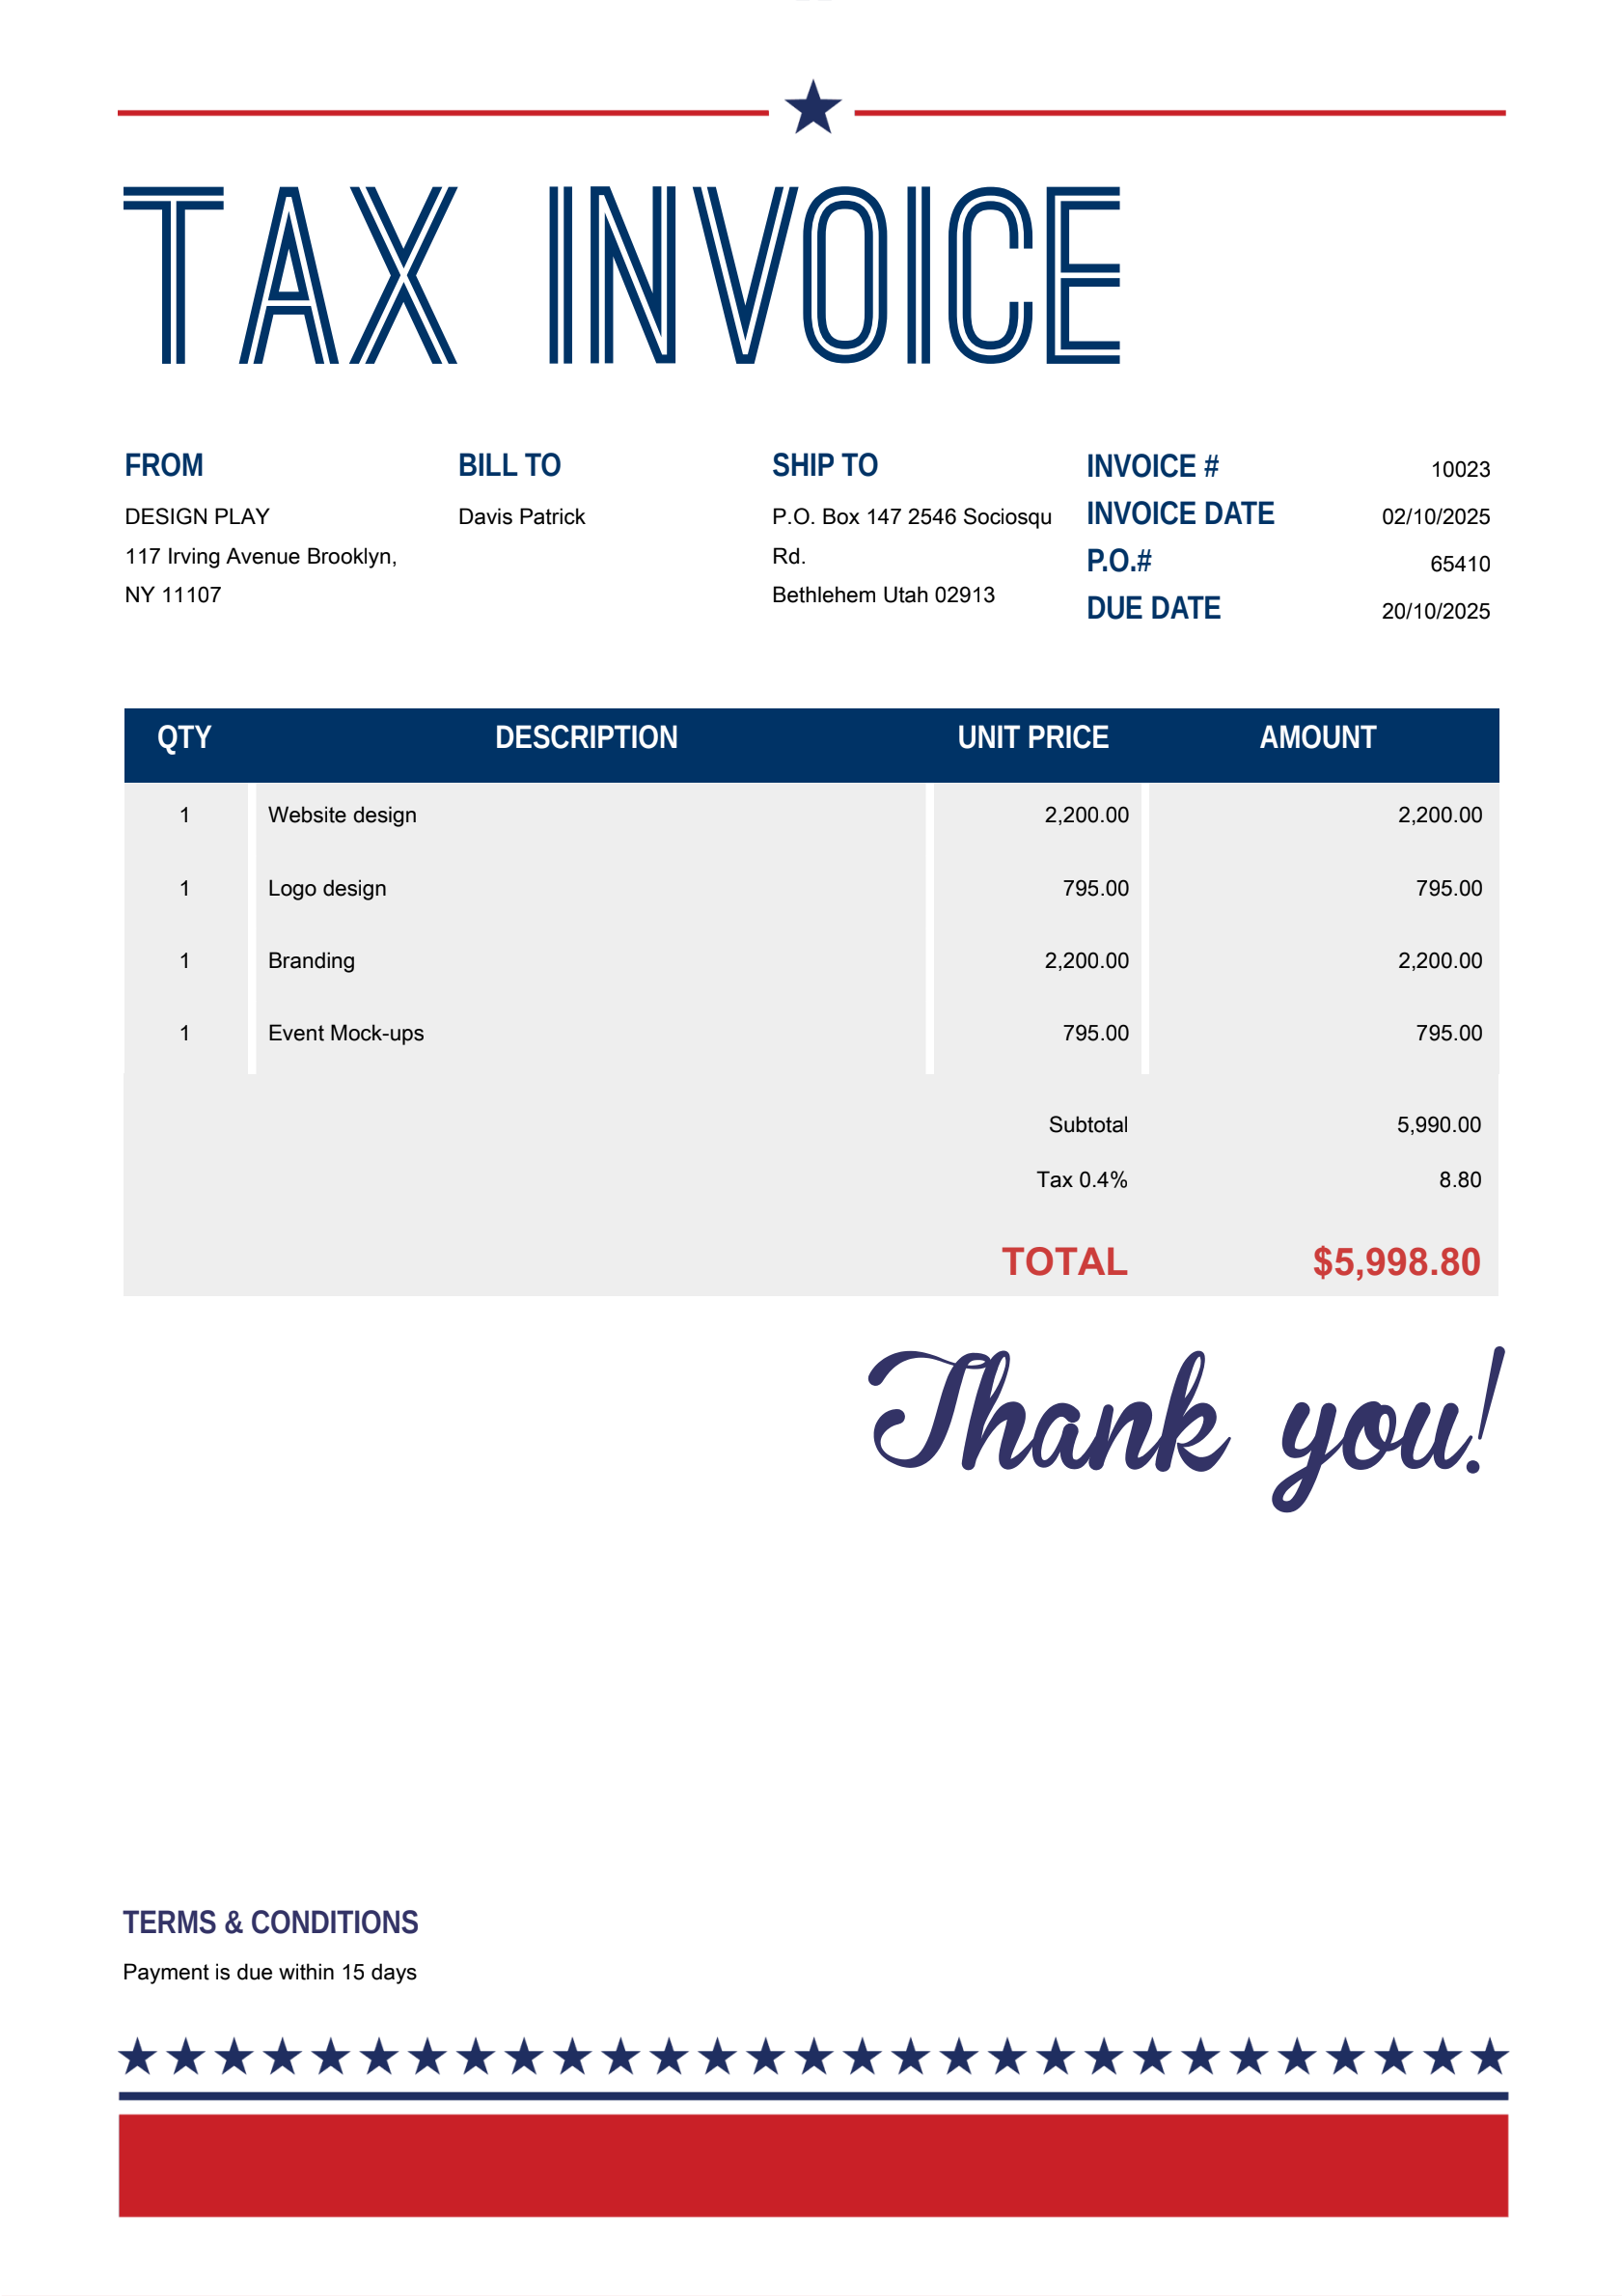 TAX INVOICE
FROM
DESIGN PLAY
117 Irving Avenue Brooklyn,
NY 11107
BILL TO
Davis Patrick
SHIP TO
P.O. Box 147 2546 Sociosqu
Rd.
Bethlehem Utah 02913
INVOICE # 10023
INVOICE DATE 02/10/2025
P.O.# 65410
DUE DATE 20/10/2025
QTY DESCRIPTION UNIT PRICE AMOUNT
1 Website design 2,200.00 2,200.00
1 Logo design 795.00 795.00
1 Branding 2,200.00 2,200.00
1 Event Mock-ups 795.00 795.00
Subtotal 5,990.00
Tax 0.4% 8.80
TOTAL $5,998.80
Thank you!
TERMS & CONDITIONS
Payment is due within 15 days